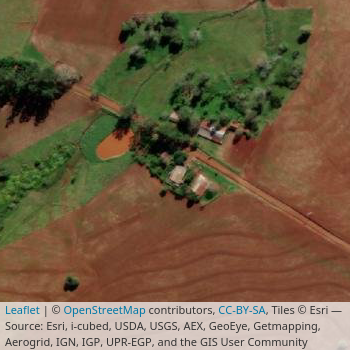 Leaflet | © OpenStreetMap contributors, CC-BY-SA, Tiles © Esri —
Source: Esri, i-cubed, USDA, USGS, AEX, GeoEye, Getmapping,
Aerogrid, IGN, IGP, UPR-EGP, and the GIS User Community